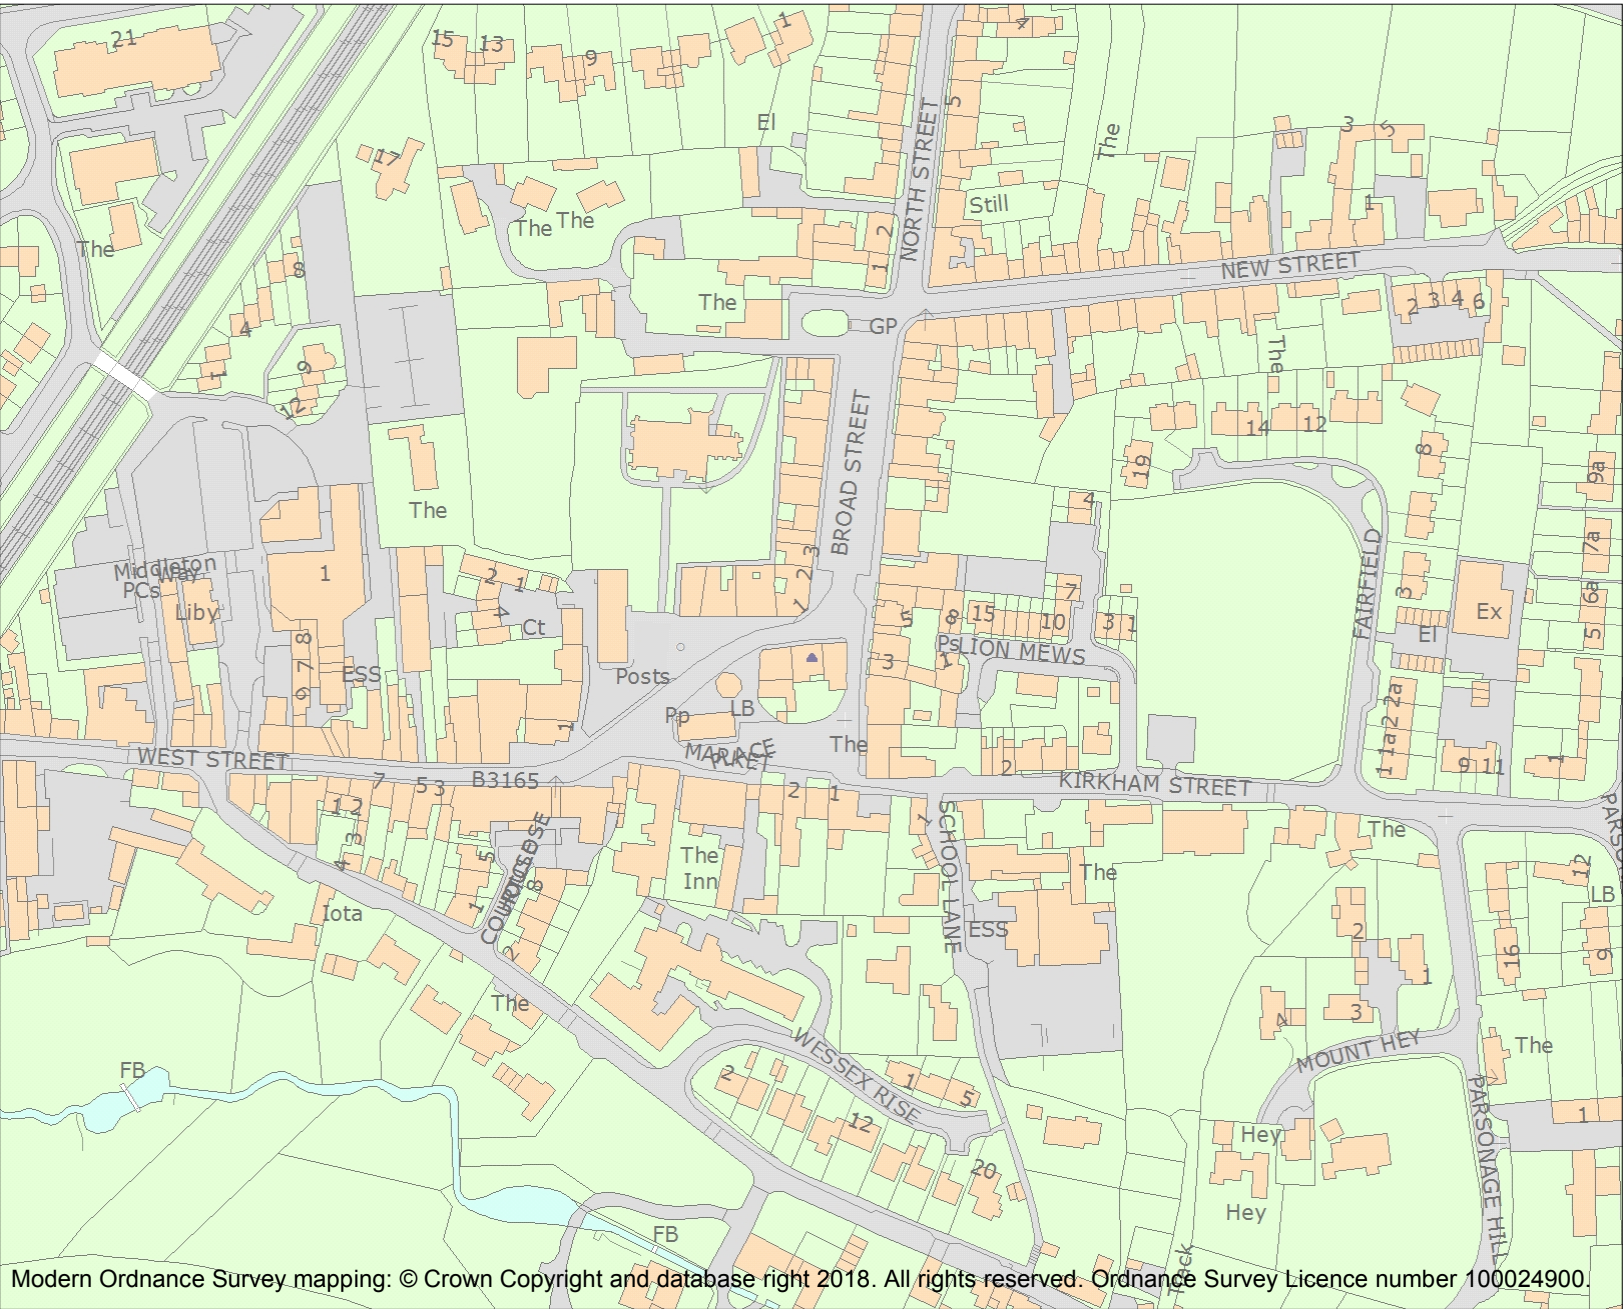 21
15
13
9
1
4
El
5
17
The
3
5
The
The
The
Still
1
NORTH STREET
2
1
8
NEW STREET
4
The
GP
2
3
4
6
1
9
12
The
BROAD STREET
14
12
19
8
9a
The
4
7a
FAIRFIELD
Middleton
Way
PCs
1
Liby
2
1
4
Ct
3
2
1
5
8
15
10
7
3
1
3
El
Ex
6a
5
Ps
LION MEWS
3
1
8
7
6
ESS
Posts
Pp
LB
1
The
MARKET
2a
2
1a
1
9
11
1
WEST STREET
B3165
7
5
3
2
KIRKHAM STREET
2
1
1
SCHOOL LANE
The
1
2
3
4
5
8
1
2
The
Inn
The
12
LB
Iota
ESS
2
1
16
9
The
3
4
MOUNT HEY
The
WESSEX RISE
2
1
5
12
20
FB
Hey
Hey
1
PARSONAGE HILL
FB
Track
Modern Ordnance Survey mapping: © Crown Copyright and database right 2018. All rights reserved. Ordnance Survey Licence number 100024900.